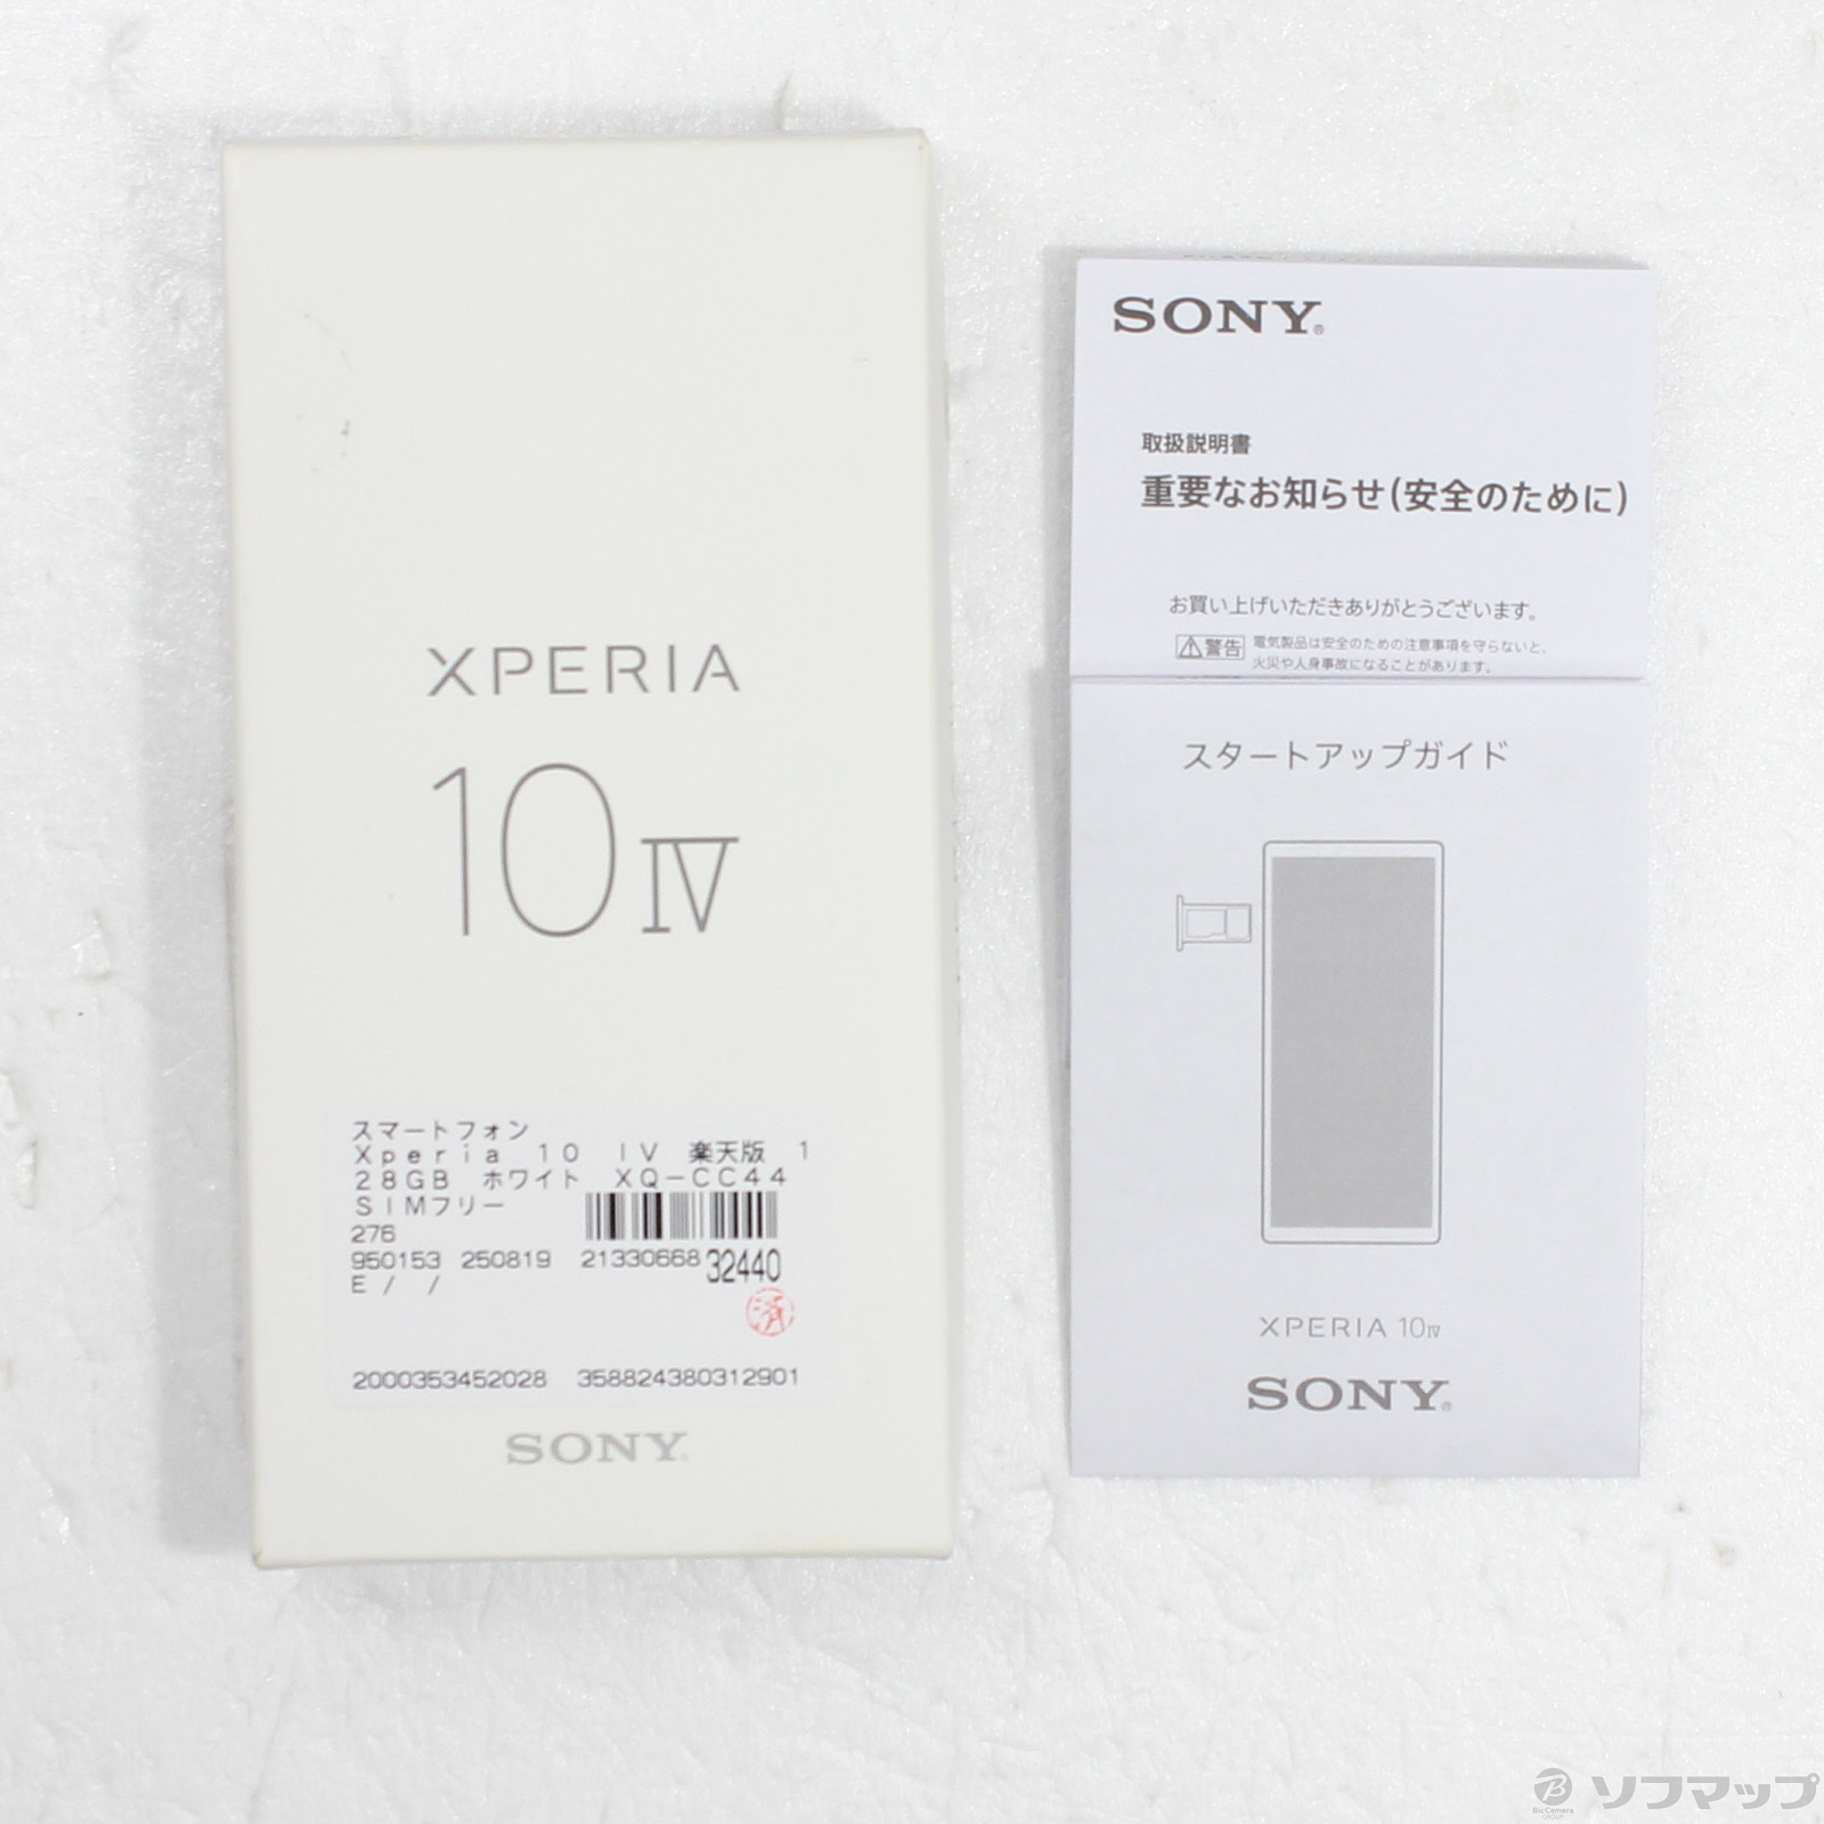 XPERIA
10 IV
スマートフォン
Xperia 10 IV 楽天版 1
28GB ホワイト XQ-CC44
SIMフリー
276
950153 250819 21330668 32440
E / /
済
2000353452028 358824380312901
SONY
SONY®
取扱説明書
重要なお知らせ(安全のために)
お買い上げいただきありがとうございます。
警告 電気製品は安全のための注意事項を守らないと、
火災や人身事故になることがあります。
スタートアップガイド
XPERIA 10 IV
SONY®
B BicCamera GROUP ソフマップ